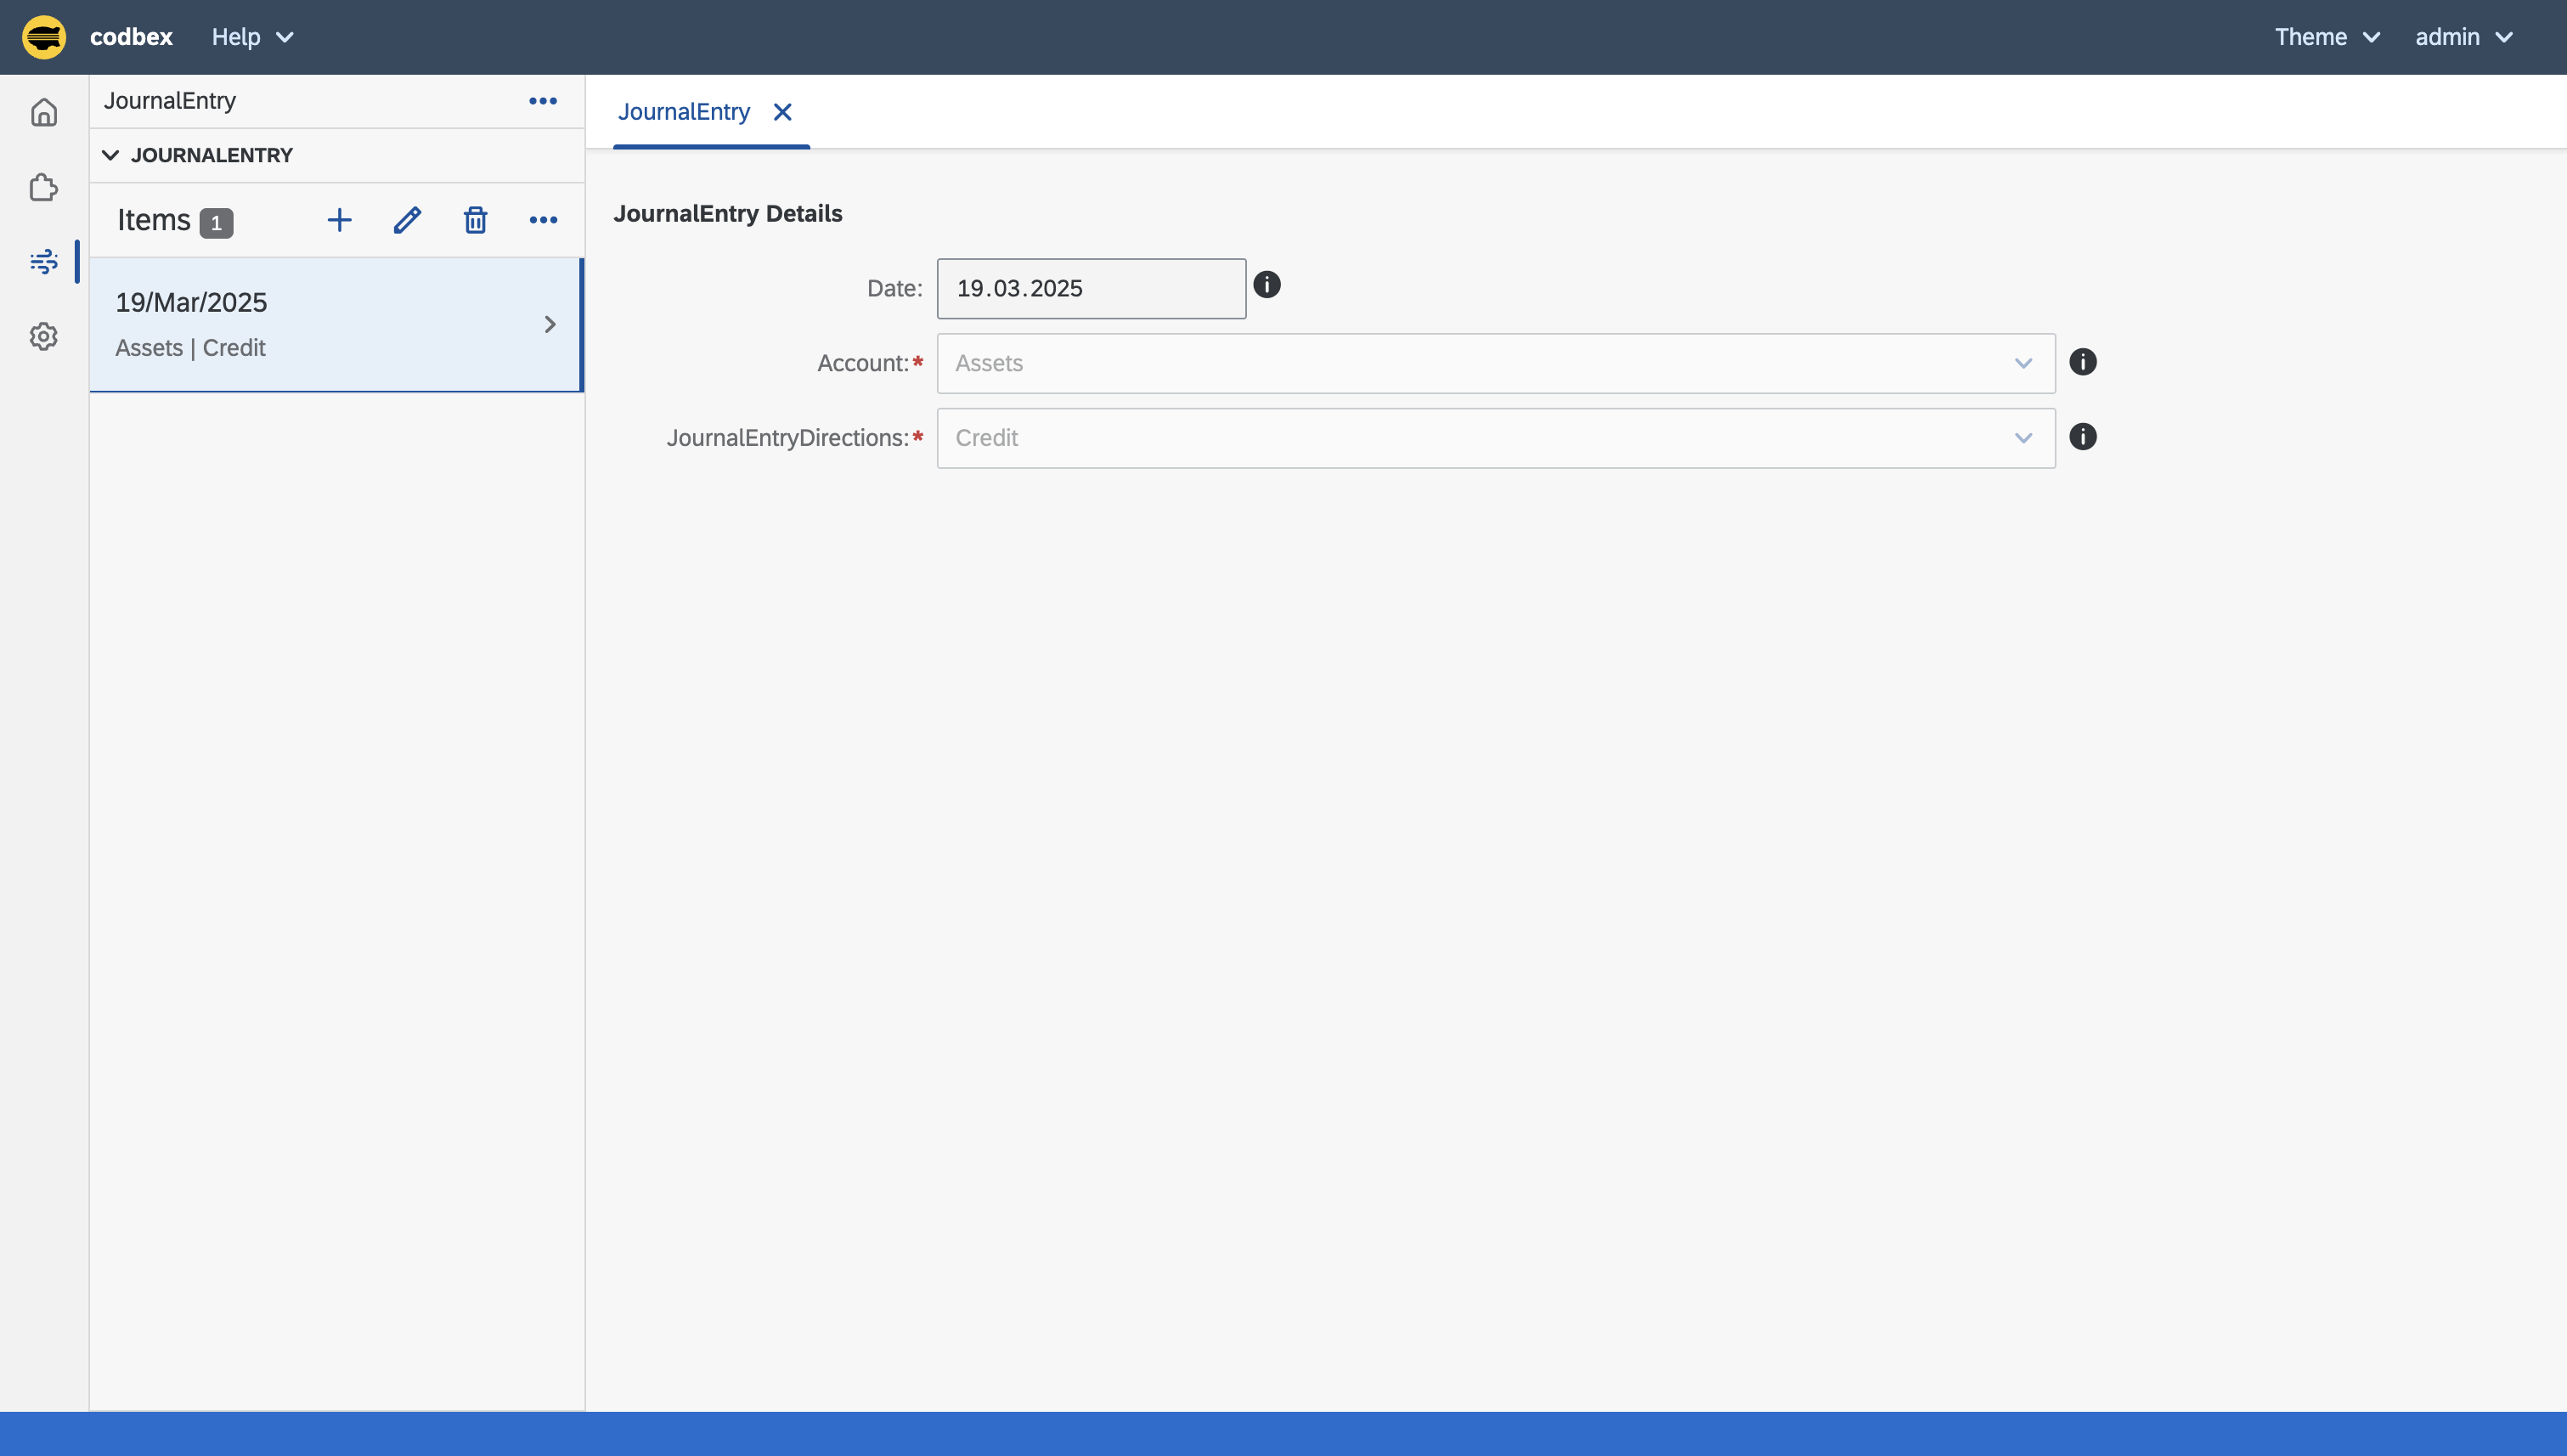 codbex Help Theme admin
JournalEntry
JOURNALENTRY
Items 1
19/Mar/2025
Assets | Credit
JournalEntry
JournalEntry Details
Date: 19.03.2025
Account:* Assets
JournalEntryDirections:* Credit